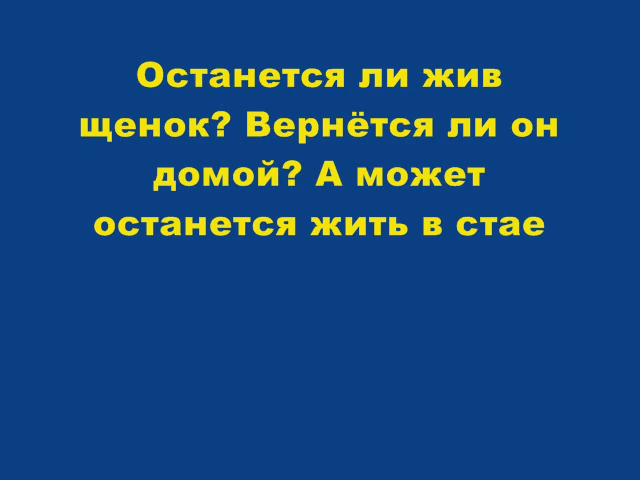 Останется ли жив
щенок? Вернётся ли он
домой? А может
останется жить в стае